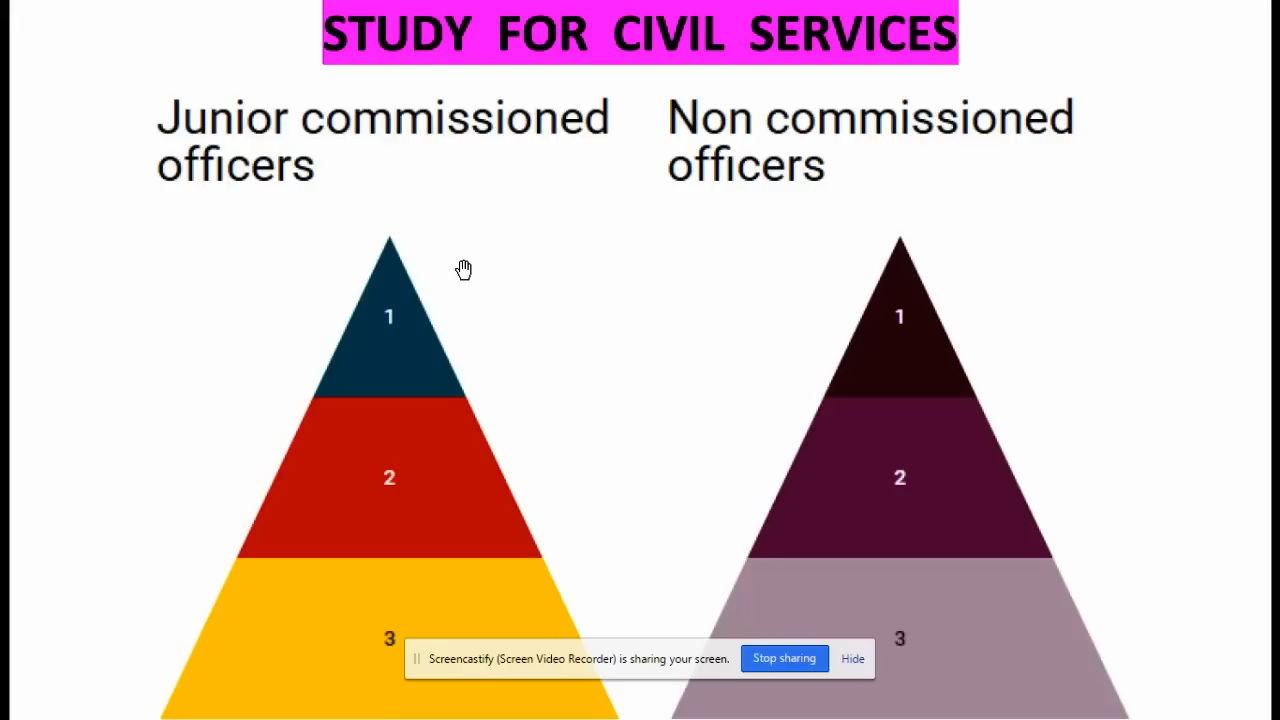 STUDY FOR CIVIL SERVICES
Junior commissioned
officers
1
2
3
Non commissioned
officers
1
2
3
Screencastify (Screen Video Recorder) is sharing your screen.
Stop sharing
Hide